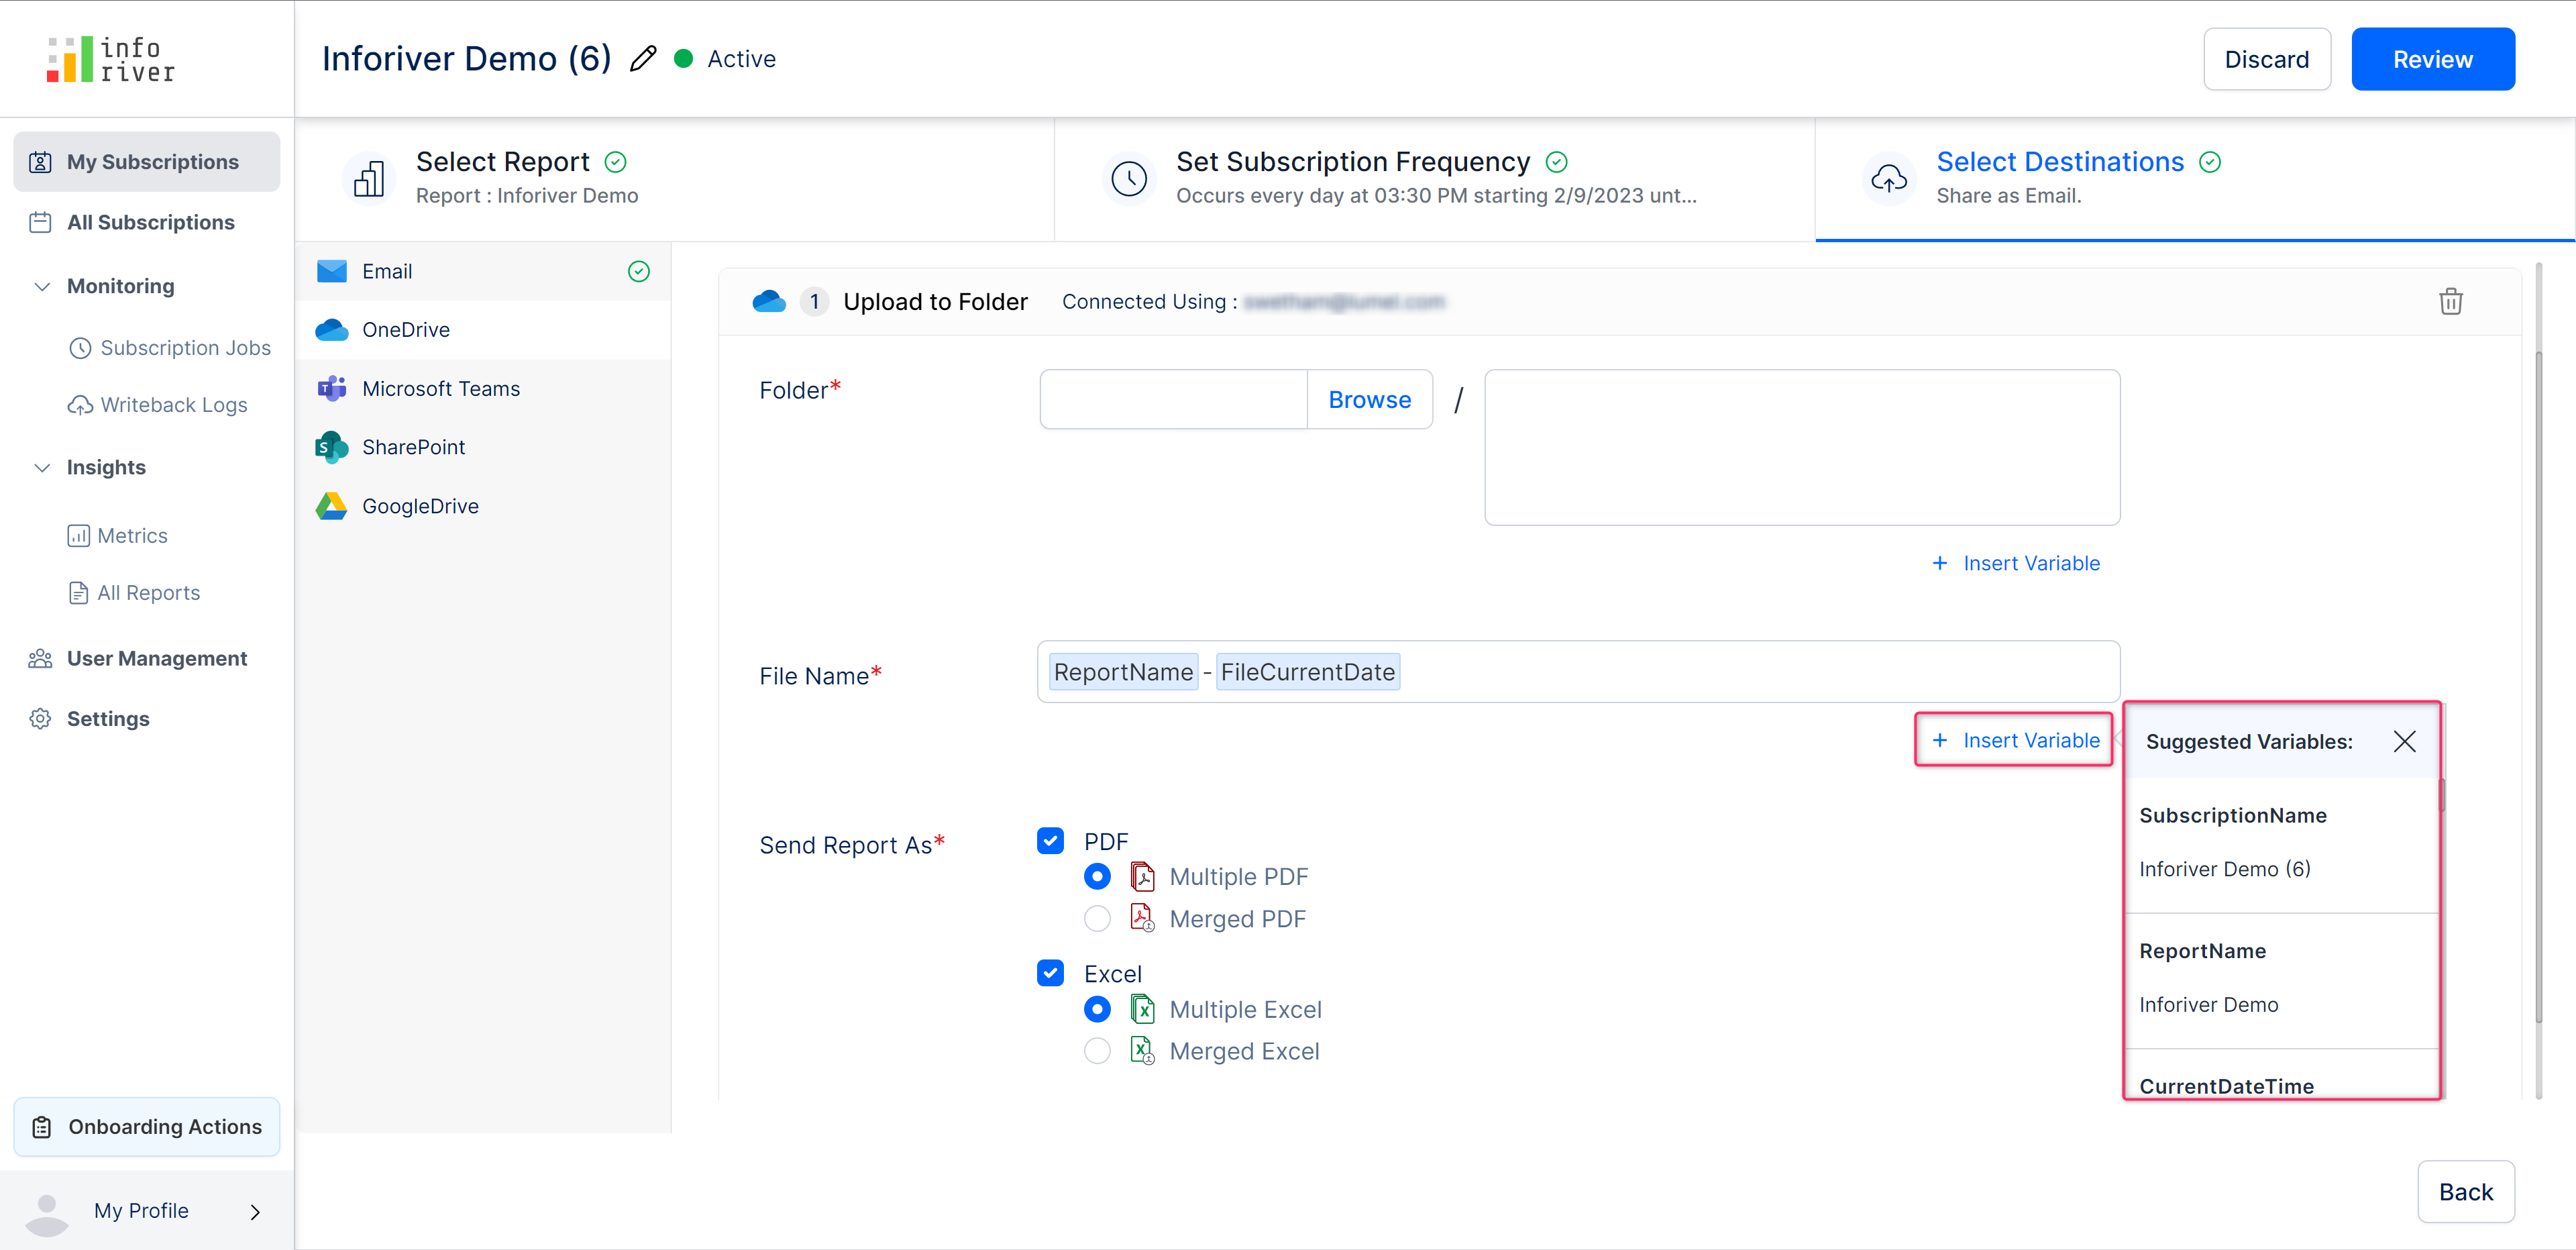 info
river
Inforiver Demo (6)
Active
Discard
Review
My Subscriptions
All Subscriptions
Monitoring
Subscription Jobs
Writeback Logs
Insights
Metrics
All Reports
User Management
Settings
Onboarding Actions
My Profile
Select Report
Report : Inforiver Demo
Set Subscription Frequency
Occurs every day at 03:30 PM starting 2/9/2023 unt...
Select Destinations
Share as Email.
Email
OneDrive
Microsoft Teams
SharePoint
GoogleDrive
1 Upload to Folder Connected Using :
Folder*
Browse /
+ Insert Variable
File Name*
ReportName - FileCurrentDate
+ Insert Variable
Suggested Variables:
SubscriptionName
Inforiver Demo (6)
ReportName
Inforiver Demo
CurrentDateTime
Send Report As*
PDF
Multiple PDF
Merged PDF
Excel
Multiple Excel
Merged Excel
Back